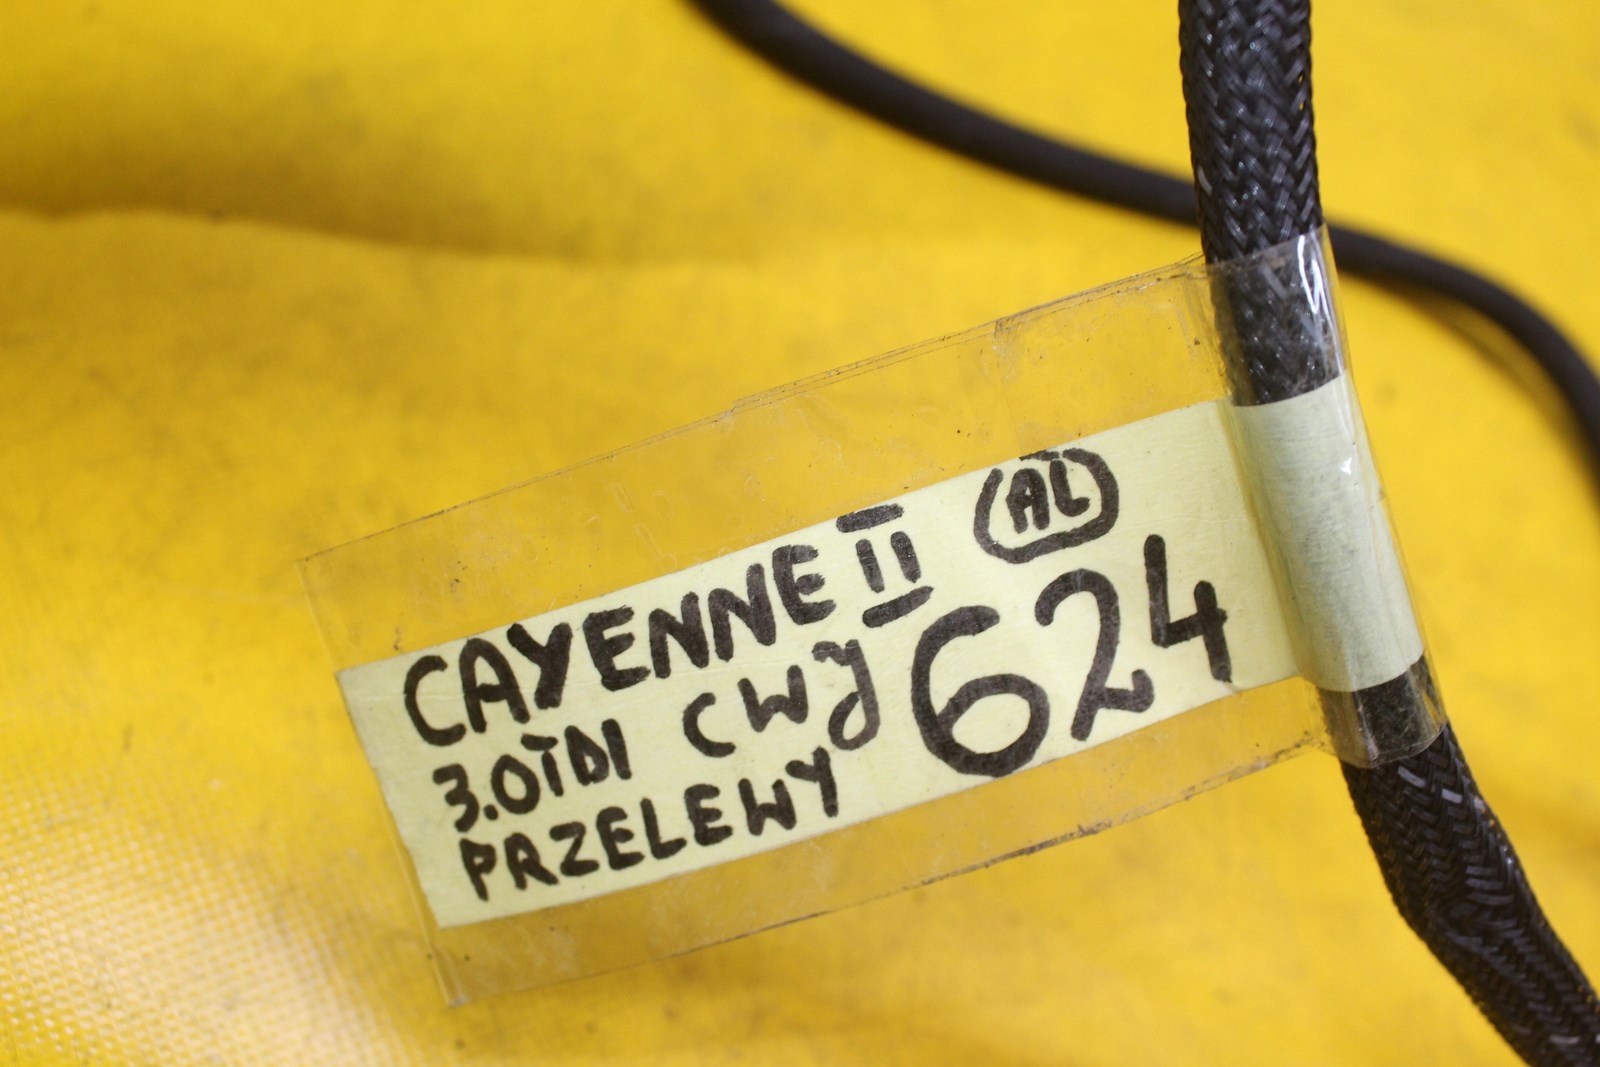 CAYENNE II AL
3.0TDI CWJ 624
PRZELEWY